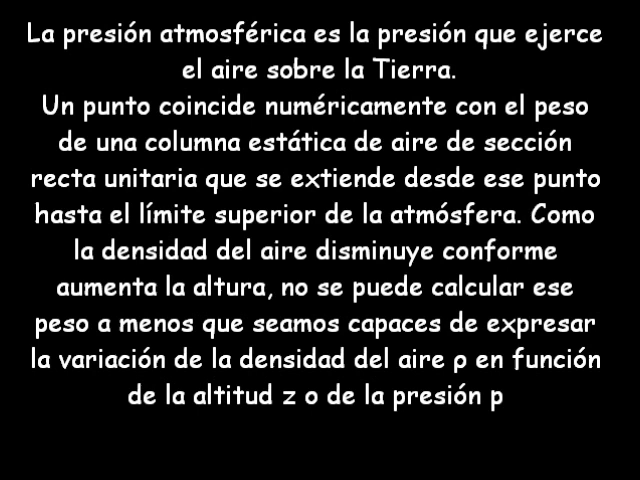 La presión atmosférica es la presión que ejerce
el aire sobre la Tierra.
Un punto coincide numéricamente con el peso
de una columna estática de aire de sección
recta unitaria que se extiende desde ese punto
hasta el límite superior de la atmósfera. Como
la densidad del aire disminuye conforme
aumenta la altura, no se puede calcular ese
peso a menos que seamos capaces de expresar
la variación de la densidad del aire ρ en función
de la altitud z o de la presión p